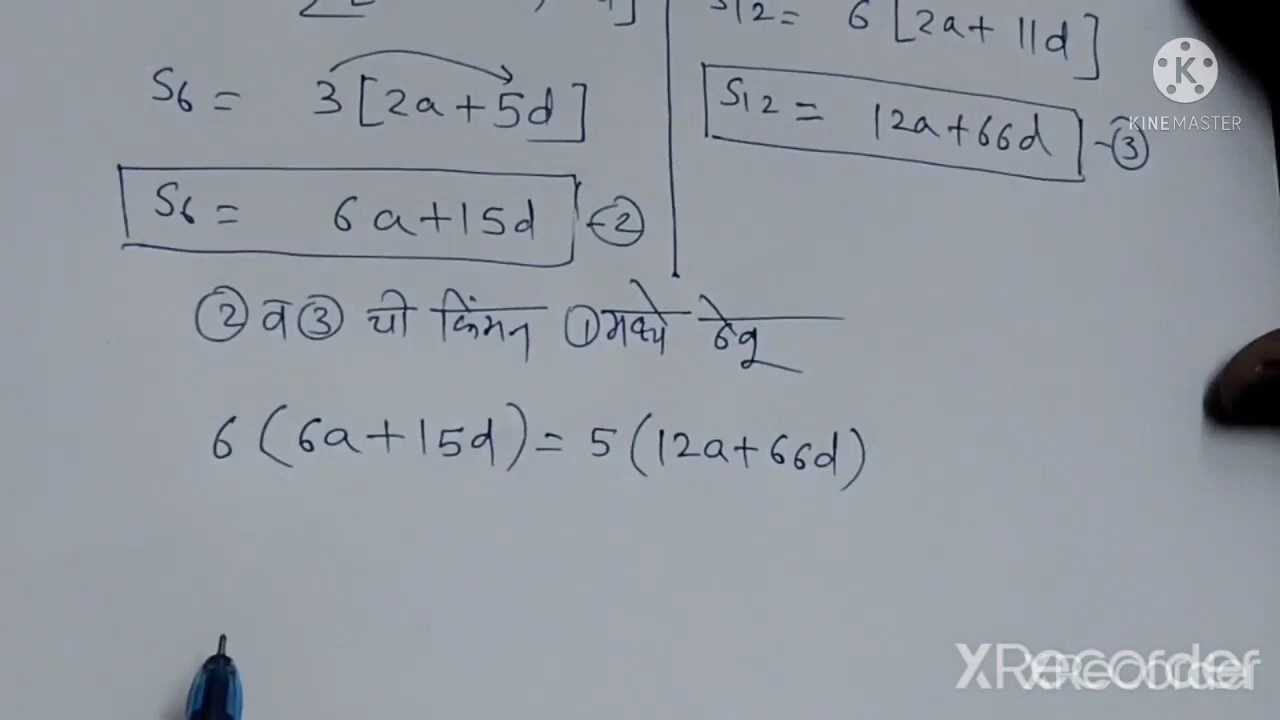 S12 = 6 [2a + 11d]
S6 = 3 [2a + 5d]
S6 = 6a + 15d -②
S12 = 12a + 66d -③
② व ③ ची किंमत ① मध्ये ठेवू
6 (6a + 15d) = 5 (12a + 66d)
KINEMASTER
XRecorder
XRecorder